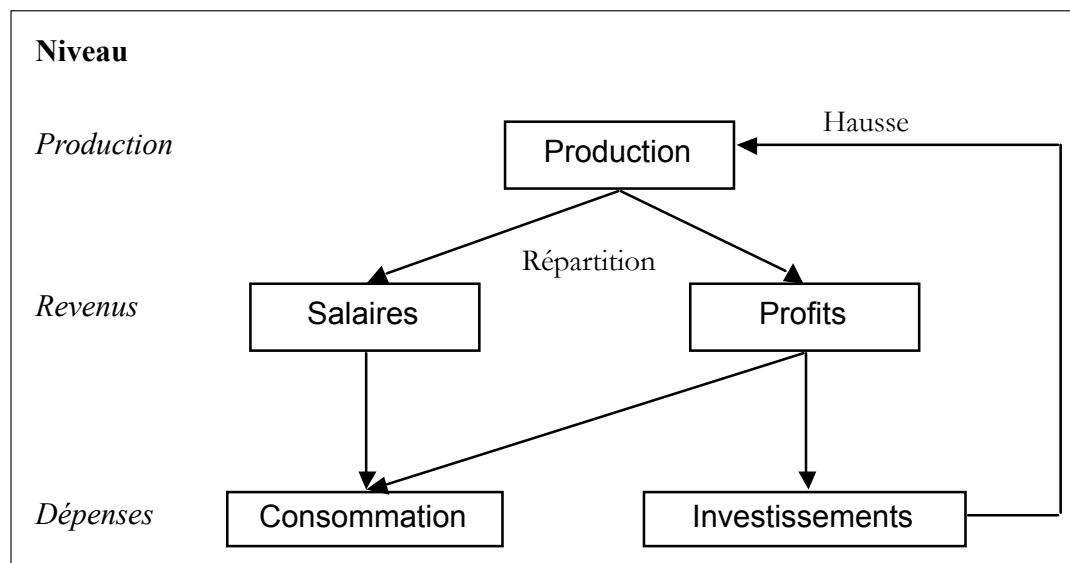 Niveau
Hausse
Production
Production
Répartition
Revenus
Salaires
Profits
Dépenses
Consommation
Investissements